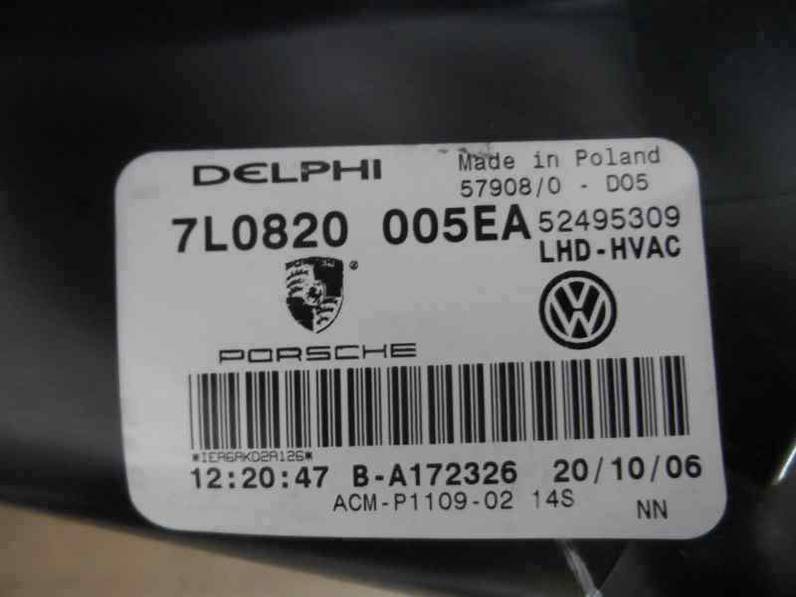 DELPHI
Made in Poland
57908/0 - D05
7L0820 005EA 52495309
LHD-HVAC
PORSCHE
*IEA6AKD2A126*
12:20:47 B-A172326 20/10/06
ACM-P1109-02 14S
NN